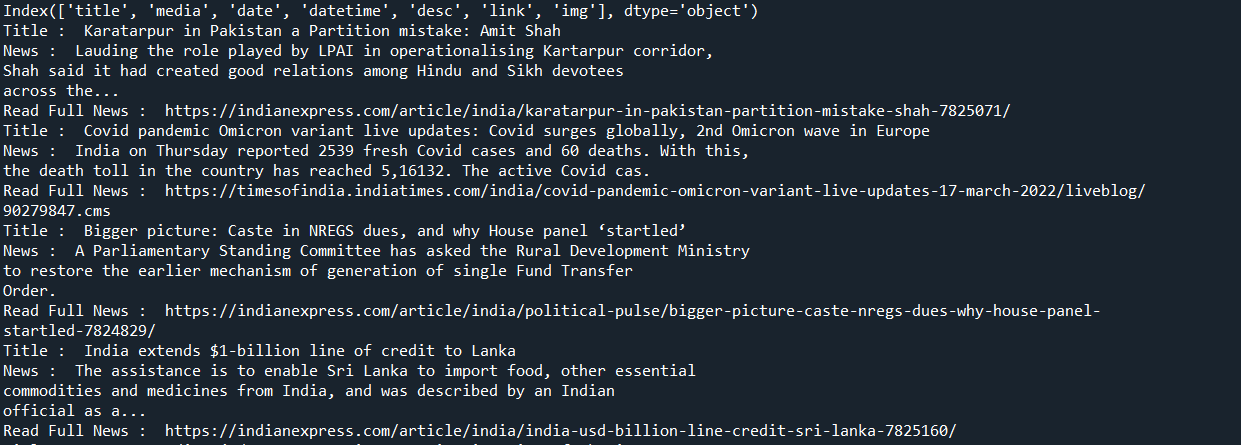 Index(['title', 'media', 'date', 'datetime', 'desc', 'link', 'img'], dtype='object')
Title :  Karatarpur in Pakistan a Partition mistake: Amit Shah
News :  Lauding the role played by LPAI in operationalising Kartarpur corridor,
Shah said it had created good relations among Hindu and Sikh devotees
across the...
Read Full News :  https://indianexpress.com/article/india/karatarpur-in-pakistan-partition-mistake-shah-7825071/
Title :  Covid pandemic Omicron variant live updates: Covid surges globally, 2nd Omicron wave in Europe
News :  India on Thursday reported 2539 fresh Covid cases and 60 deaths. With this,
the death toll in the country has reached 5,16132. The active Covid cas.
Read Full News :  https://timesofindia.indiatimes.com/india/covid-pandemic-omicron-variant-live-updates-17-march-2022/liveblog/
90279847.cms
Title :  Bigger picture: Caste in NREGS dues, and why House panel ‘startled’
News :  A Parliamentary Standing Committee has asked the Rural Development Ministry
to restore the earlier mechanism of generation of single Fund Transfer
Order.
Read Full News :  https://indianexpress.com/article/india/political-pulse/bigger-picture-caste-nregs-dues-why-house-panel-
startled-7824829/
Title :  India extends $1-billion line of credit to Lanka
News :  The assistance is to enable Sri Lanka to import food, other essential
commodities and medicines from India, and was described by an Indian
official as a...
Read Full News :  https://indianexpress.com/article/india/india-usd-billion-line-credit-sri-lanka-7825160/